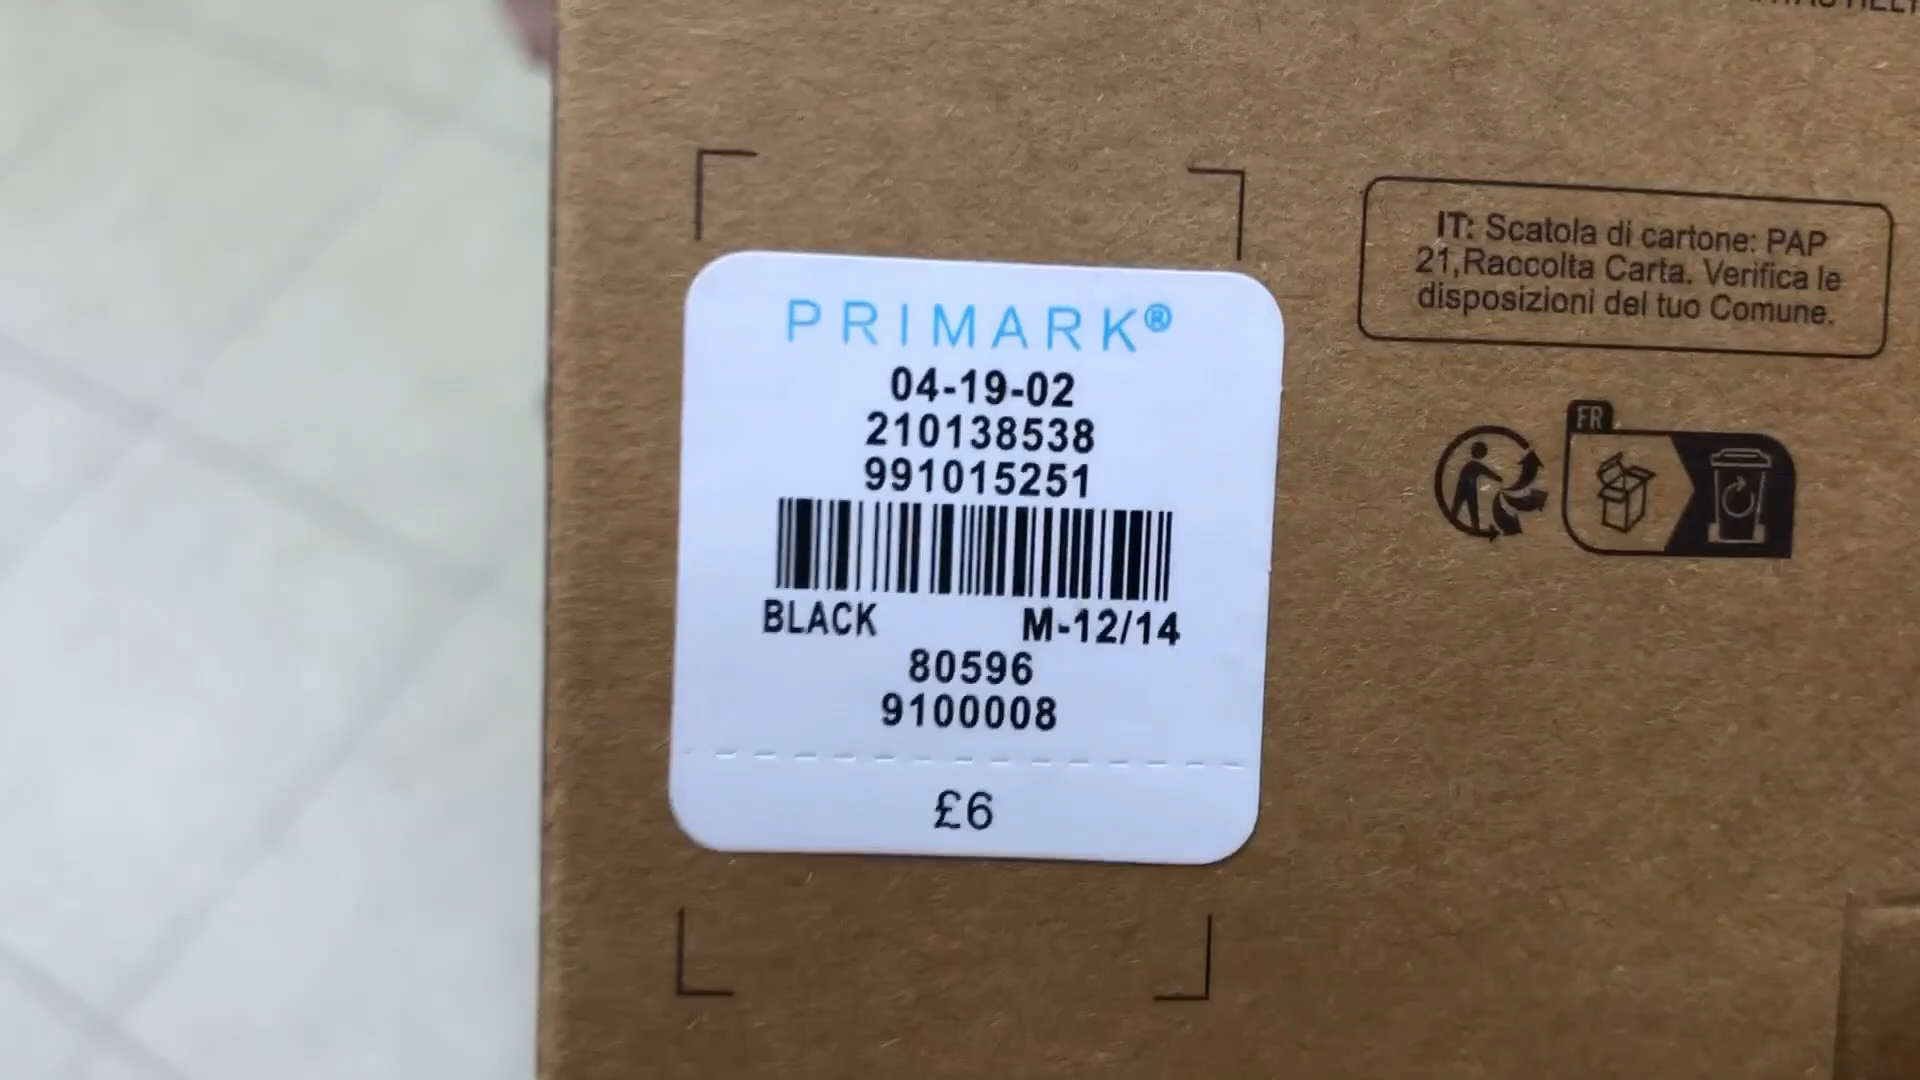 PRIMARK®
04-19-02
210138538
991015251
BLACK M-12/14
80596
9100008
£6
IT: Scatola di cartone: PAP
21,Raccolta Carta. Verifica le
disposizioni del tuo Comune.
FR